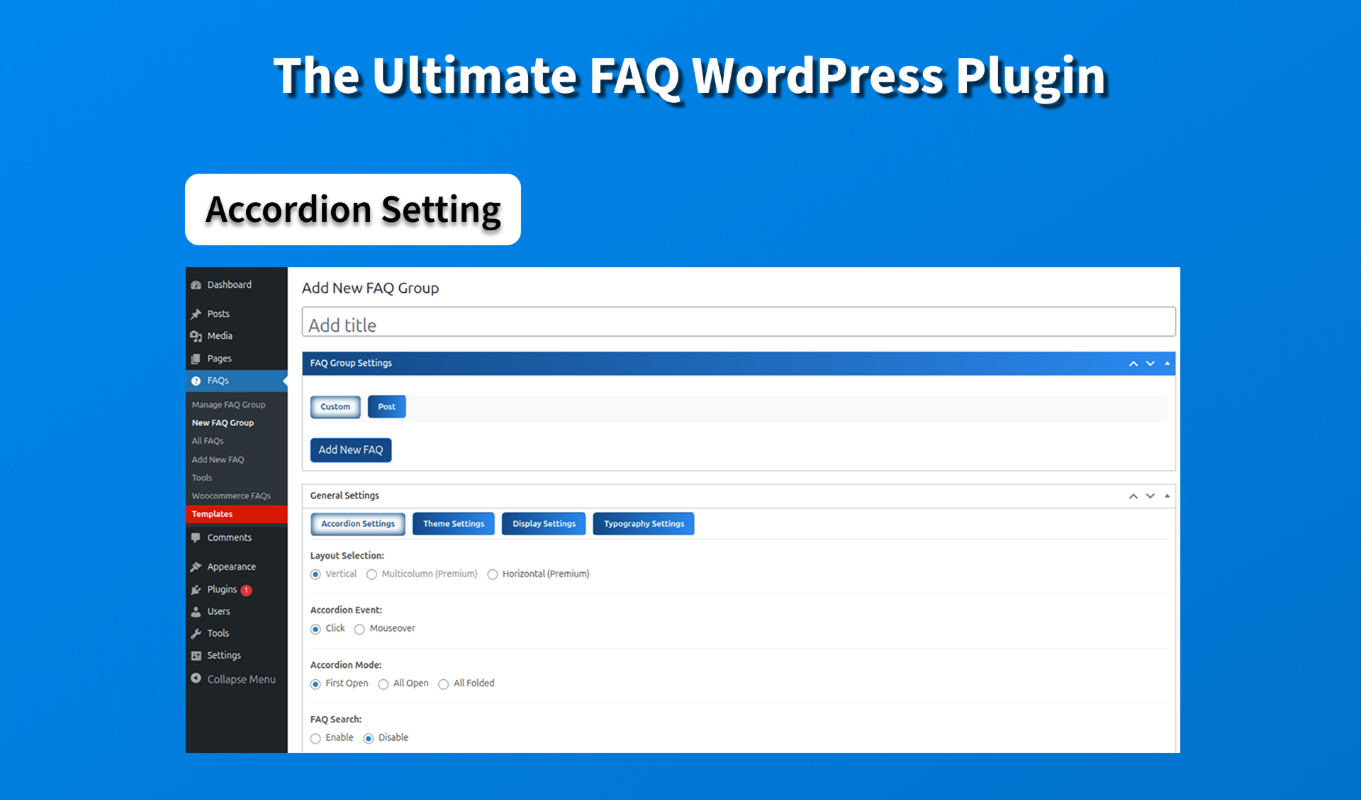 The Ultimate FAQ WordPress Plugin
Accordion Setting
Dashboard
Posts
Media
Pages
FAQs
Manage FAQ Group
New FAQ Group
All FAQs
Add New FAQ
Tools
Woocommerce FAQs
Templates
Comments
Appearance
Plugins 1
Users
Tools
Settings
Collapse Menu
Add New FAQ Group
Add title
FAQ Group Settings
Custom Post
Add New FAQ
General Settings
Accordion Settings Theme Settings Display Settings Typography Settings
Layout Selection:
Vertical Multicolumn (Premium) Horizontal (Premium)
Accordion Event:
Click Mouseover
Accordion Mode:
First Open All Open All Folded
FAQ Search:
Enable Disable